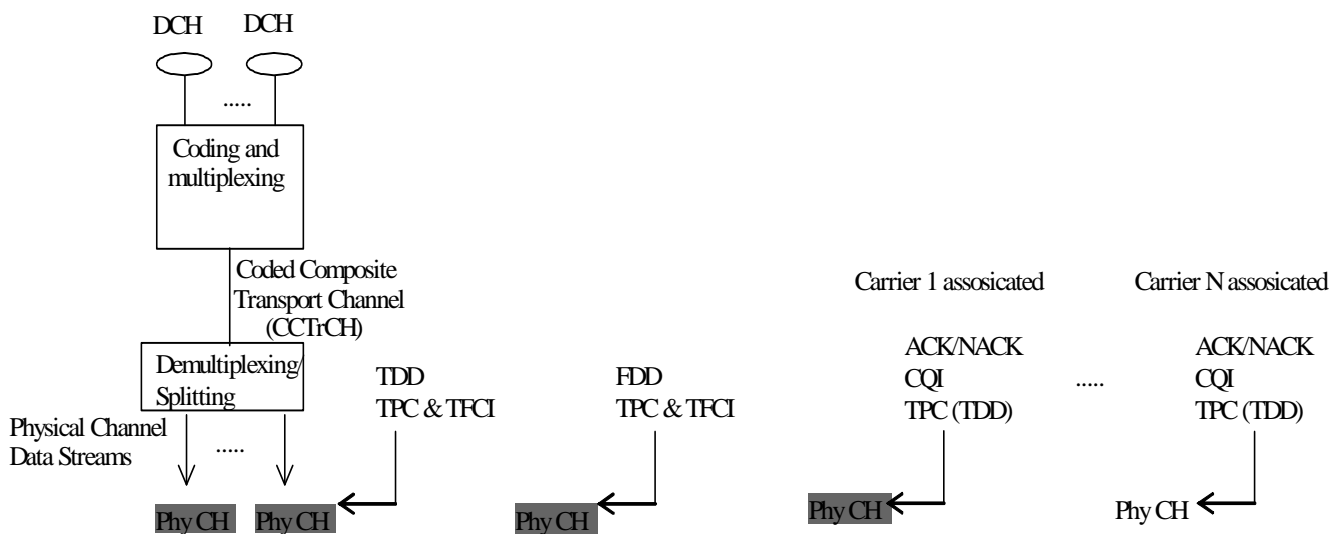 DCH DCH
.....
Coding and
multiplexing
Coded Composite
Transport Channel
(CCTrCH)
Demultiplexing/
Splitting
Physical Channel
Data Streams
.....
Phy CH Phy CH
TDD
TPC & TFCI
FDD
TPC & TFCI
Phy CH
Carrier 1 assosicated
ACK/NACK
CQI
TPC (TDD)
Phy CH
.....
Carrier N assosicated
ACK/NACK
CQI
TPC (TDD)
Phy CH